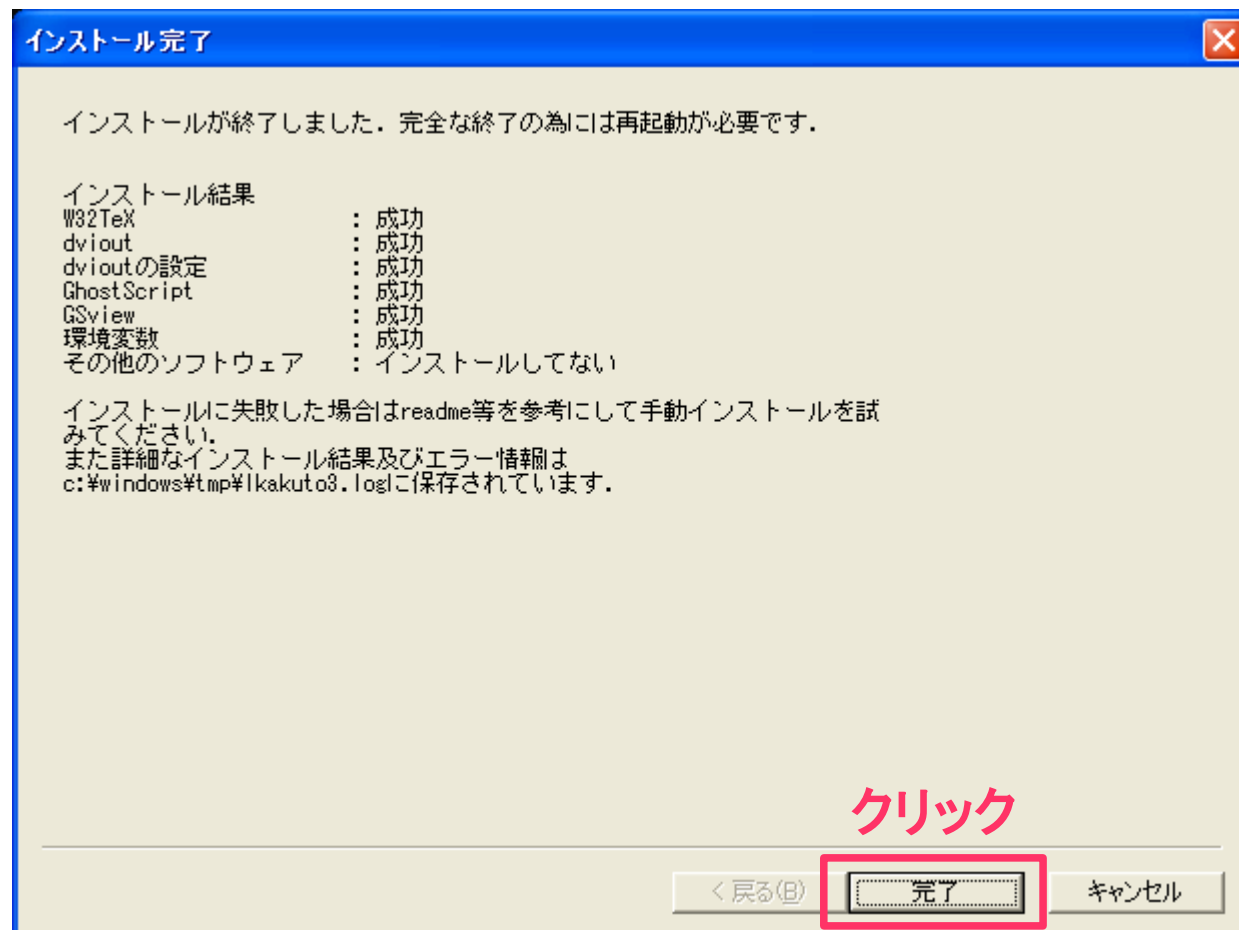 インストール完了
インストールが終了しました．完全な終了の為には再起動が必要です．
インストール結果
W32TeX : 成功
dviout : 成功
dvioutの設定 : 成功
GhostScript : 成功
GSview : 成功
環境変数 : 成功
その他のソフトウェア : インストールしてない
インストールに失敗した場合はreadme等を参考にして手動インストールを試
みてください．
また詳細なインストール結果及びエラー情報は
c:¥windows¥tmp¥lkakuto3.logに保存されています．
クリック
< 戻る(B) 完了 キャンセル